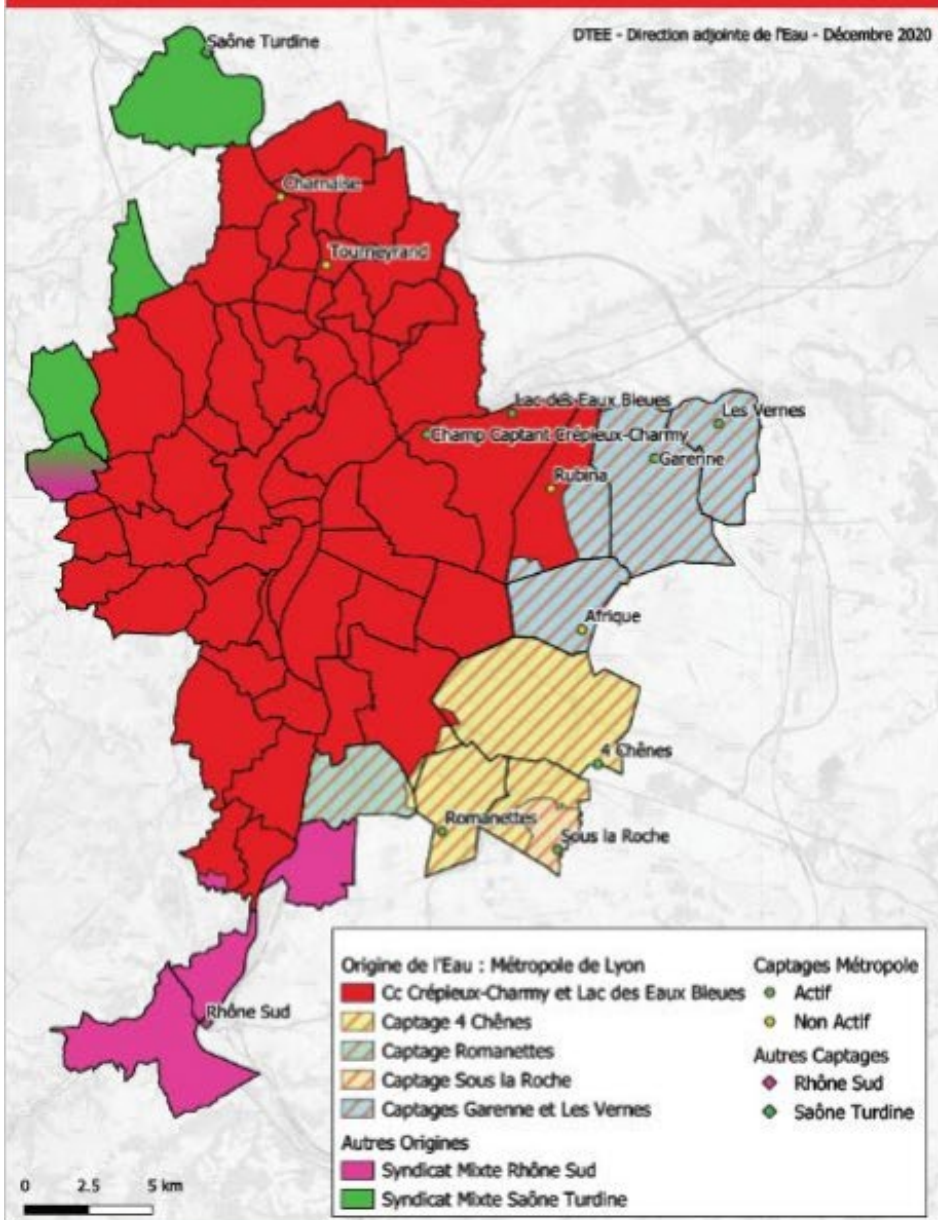 DTEE - Direction adjointe de l'Eau - Décembre 2020
Saône Turdine
Charnaise
Tourneyrand
Lac des Eaux Bleues
Les Vernes
Champ Captant Crépieux-Charmy
Garenne
Rubina
Afrique
4 Chênes
Romanettes
Sous la Roche
Rhône Sud
Origine de l'Eau : Métropole de Lyon
Cc Crépieux-Charmy et Lac des Eaux Bleues
Captage 4 Chênes
Captage Romanettes
Captage Sous la Roche
Captages Garenne et Les Vernes
Autres Origines
Syndicat Mixte Rhône Sud
Syndicat Mixte Saône Turdine
Captages Métropole
Actif
Non Actif
Autres Captages
Rhône Sud
Saône Turdine
0 2.5 5 km